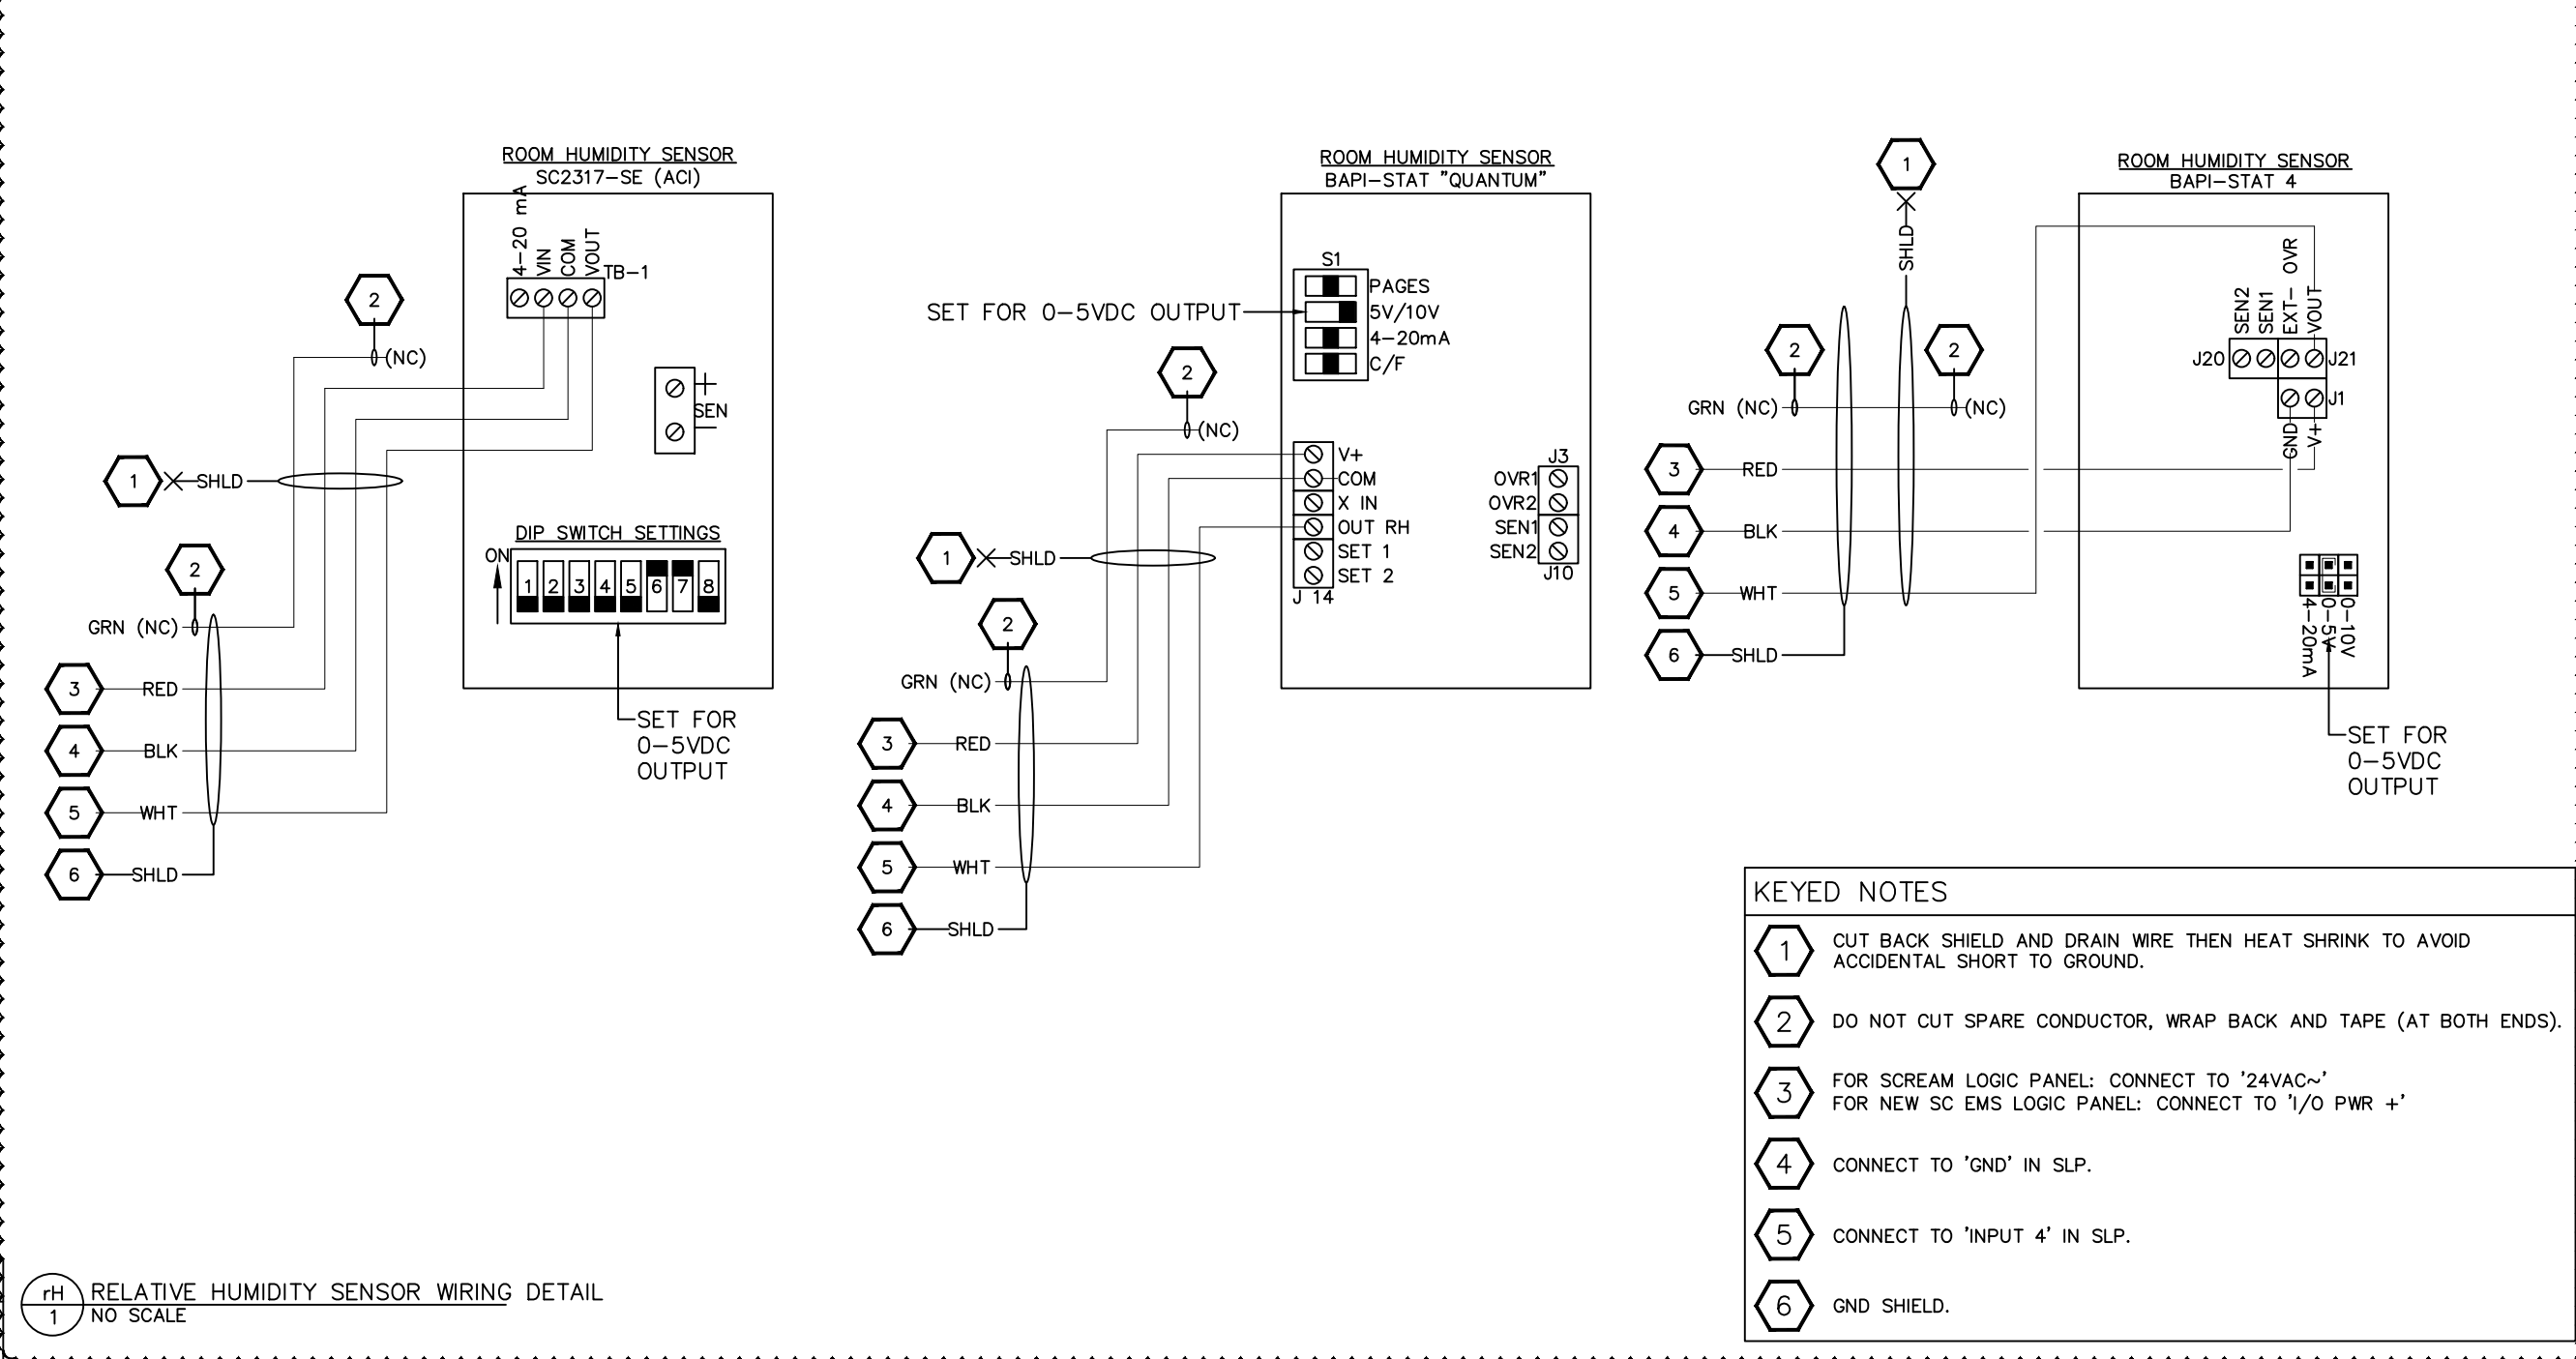 ROOM HUMIDITY SENSOR
SC2317-SE (ACI)
4-20 mA
VIN
COM
VOUT
TB-1
2
(NC)
+
SEN
-
1
SHLD
DIP SWITCH SETTINGS
ON
1 2 3 4 5 6 7 8
2
GRN (NC)
3 RED
4 BLK
5 WHT
6 SHLD
SET FOR
0-5VDC
OUTPUT
ROOM HUMIDITY SENSOR
BAPI-STAT "QUANTUM"
S1
PAGES
5V/10V
4-20mA
C/F
SET FOR 0-5VDC OUTPUT
2
(NC)
V+
COM
X IN
OUT RH
SET 1
SET 2
J 14
J3
OVR1
OVR2
SEN1
SEN2
J10
1
SHLD
2
GRN (NC)
3 RED
4 BLK
5 WHT
6 SHLD
1
SHLD
ROOM HUMIDITY SENSOR
BAPI-STAT 4
SEN2
SEN1
EXT- OVR
VOUT
J20
J21
J1
GND
V+
2
2
GRN (NC)
(NC)
3 RED
4 BLK
5 WHT
6 SHLD
4-20mA
0-5V
0-10V
SET FOR
0-5VDC
OUTPUT
KEYED NOTES
1 CUT BACK SHIELD AND DRAIN WIRE THEN HEAT SHRINK TO AVOID
ACCIDENTAL SHORT TO GROUND.
2 DO NOT CUT SPARE CONDUCTOR, WRAP BACK AND TAPE (AT BOTH ENDS).
3 FOR SCREAM LOGIC PANEL: CONNECT TO '24VAC~'
FOR NEW SC EMS LOGIC PANEL: CONNECT TO 'I/O PWR +'
4 CONNECT TO 'GND' IN SLP.
5 CONNECT TO 'INPUT 4' IN SLP.
6 GND SHIELD.
rH
1
RELATIVE HUMIDITY SENSOR WIRING DETAIL
NO SCALE